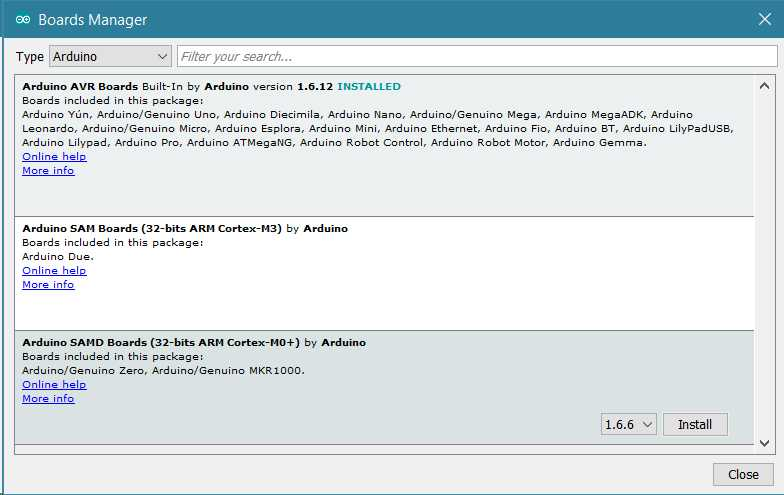 Boards Manager
Type Arduino Filter your search...
Arduino AVR Boards Built-In by Arduino version 1.6.12 INSTALLED
Boards included in this package:
Arduino Yún, Arduino/Genuino Uno, Arduino Diecimila, Arduino Nano, Arduino/Genuino Mega, Arduino MegaADK, Arduino
Leonardo, Arduino/Genuino Micro, Arduino Esplora, Arduino Mini, Arduino Ethernet, Arduino Fio, Arduino BT, Arduino LilyPadUSB,
Arduino Lilypad, Arduino Pro, Arduino ATMegaNG, Arduino Robot Control, Arduino Robot Motor, Arduino Gemma.
Online help
More info
Arduino SAM Boards (32-bits ARM Cortex-M3) by Arduino
Boards included in this package:
Arduino Due.
Online help
More info
Arduino SAMD Boards (32-bits ARM Cortex-M0+) by Arduino
Boards included in this package:
Arduino/Genuino Zero, Arduino/Genuino MKR1000.
Online help
More info
1.6.6 Install
Close